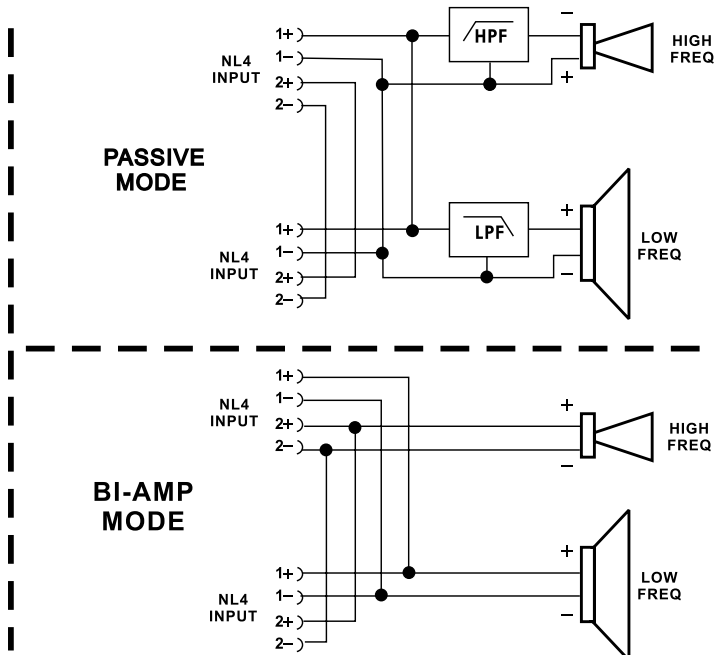 1+
1−
NL4
INPUT
2+
2−
HPF
−
+
HIGH
FREQ
PASSIVE
MODE
1+
1−
NL4
INPUT
2+
2−
LPF
+
−
LOW
FREQ
1+
1−
NL4
INPUT
2+
2−
+
−
HIGH
FREQ
BI-AMP
MODE
1+
1−
NL4
INPUT
2+
2−
+
−
LOW
FREQ